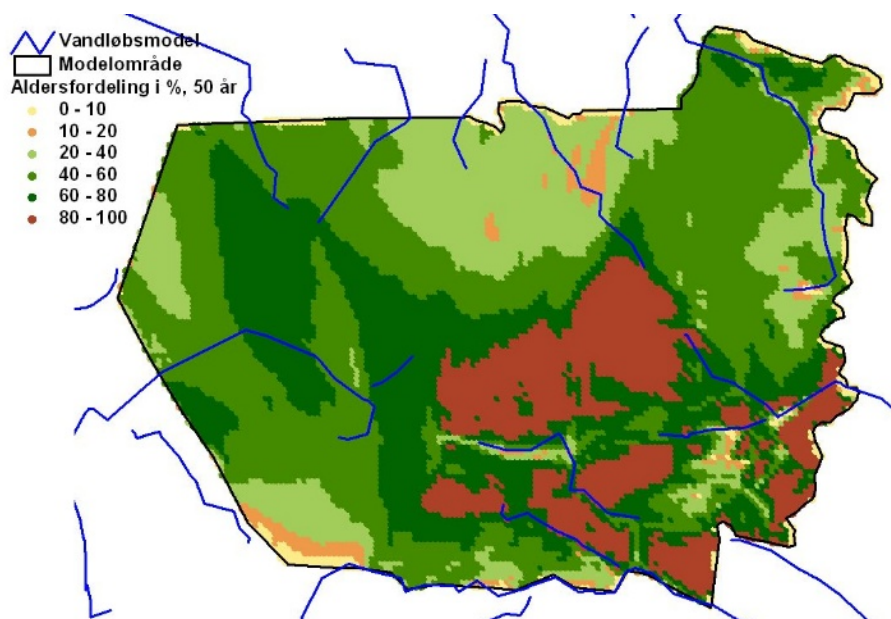 Vandløbsmodel
Modelområde
Aldersfordeling i %, 50 år
0 - 10
10 - 20
20 - 40
40 - 60
60 - 80
80 - 100